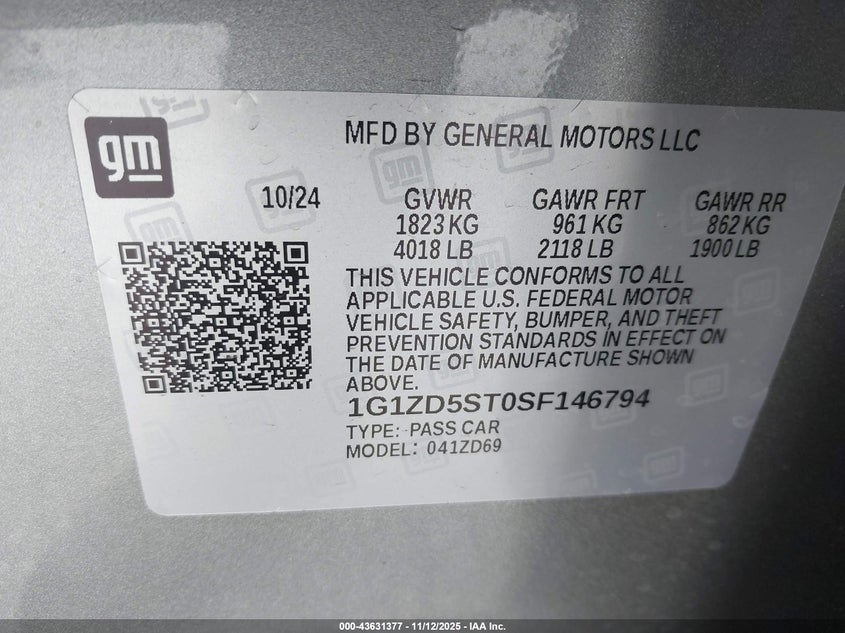 gm
MFD BY GENERAL MOTORS LLC
10/24 GVWR GAWR FRT GAWR RR
1823 KG 961 KG 862 KG
4018 LB 2118 LB 1900 LB
THIS VEHICLE CONFORMS TO ALL
APPLICABLE U.S. FEDERAL MOTOR
VEHICLE SAFETY, BUMPER, AND THEFT
PREVENTION STANDARDS IN EFFECT ON
THE DATE OF MANUFACTURE SHOWN
ABOVE.
1G1ZD5ST0SF146794
TYPE: PASS CAR
MODEL: 041ZD69
000-43631377 - 11/12/2025 - IAA Inc.